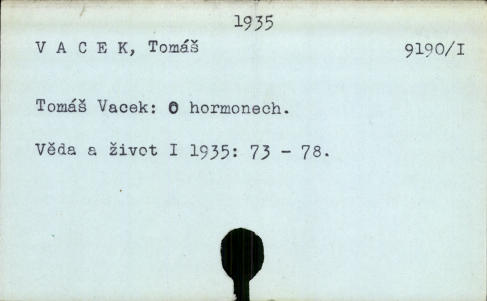 1935
V A C E K, Tomáš 9190/I
Tomáš Vacek: O hormonech.
Věda a život I 1935: 73 - 78.